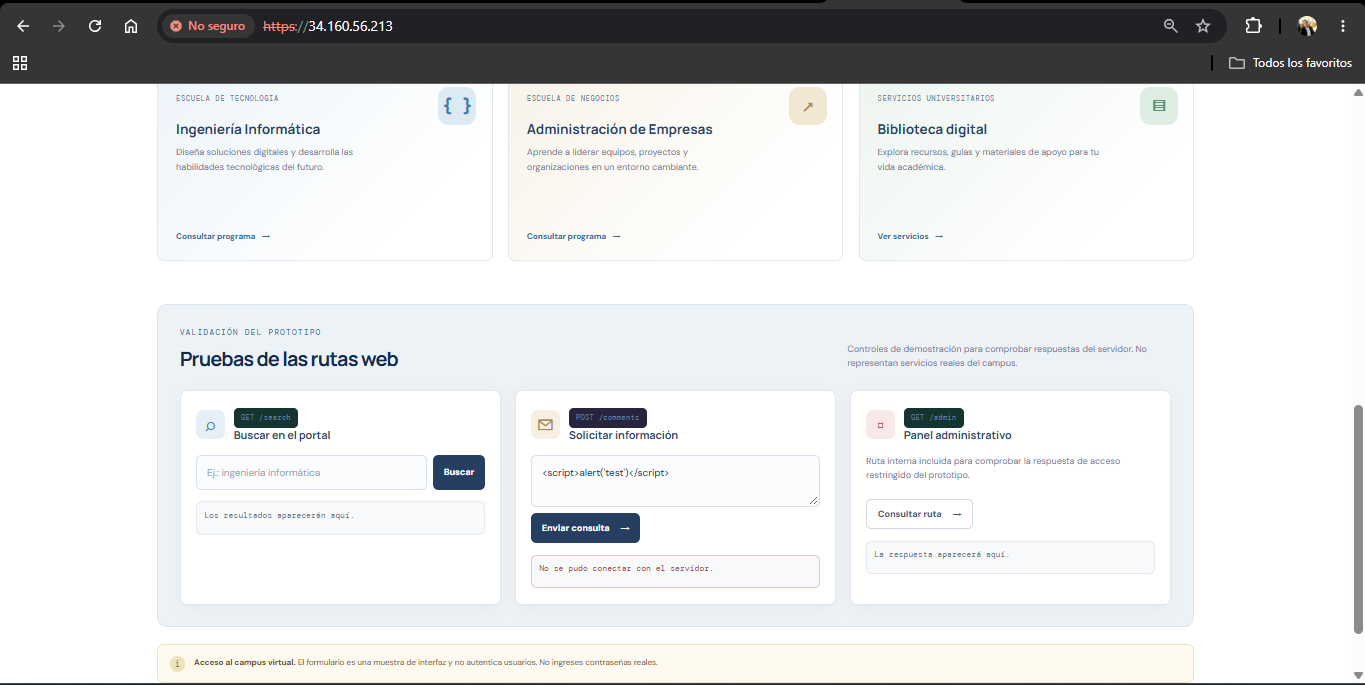 No seguro
https://34.160.56.213
Todos los favoritos
ESCUELA DE TECNOLOGIA
{ }
Ingeniería Informática
Diseña soluciones digitales y desarrolla las
habilidades tecnológicas del futuro.
Consultar programa →
ESCUELA DE NEGOCIOS
↗
Administración de Empresas
Aprende a liderar equipos, proyectos y
organizaciones en un entorno cambiante.
Consultar programa →
SERVICIOS UNIVERSITARIOS
Biblioteca digital
Explora recursos, guías y materiales de apoyo para tu
vida académica.
Ver servicios →
VALIDACIÓN DEL PROTOTIPO
Pruebas de las rutas web
Controles de demostración para comprobar respuestas del servidor. No
representan servicios reales del campus.
GET /search
Buscar en el portal
Ej.: ingeniería informática
Buscar
Los resultados aparecerán aquí.
POST /comments
Solicitar información
<script>alert('test')</script>
Enviar consulta →
No se pudo conectar con el servidor.
GET /admin
Panel administrativo
Ruta interna incluida para comprobar la respuesta de acceso
restringido del prototipo.
Consultar ruta →
La respuesta aparecerá aquí.
i
Acceso al campus virtual. El formulario es una muestra de interfaz y no autentica usuarios. No ingreses contraseñas reales.